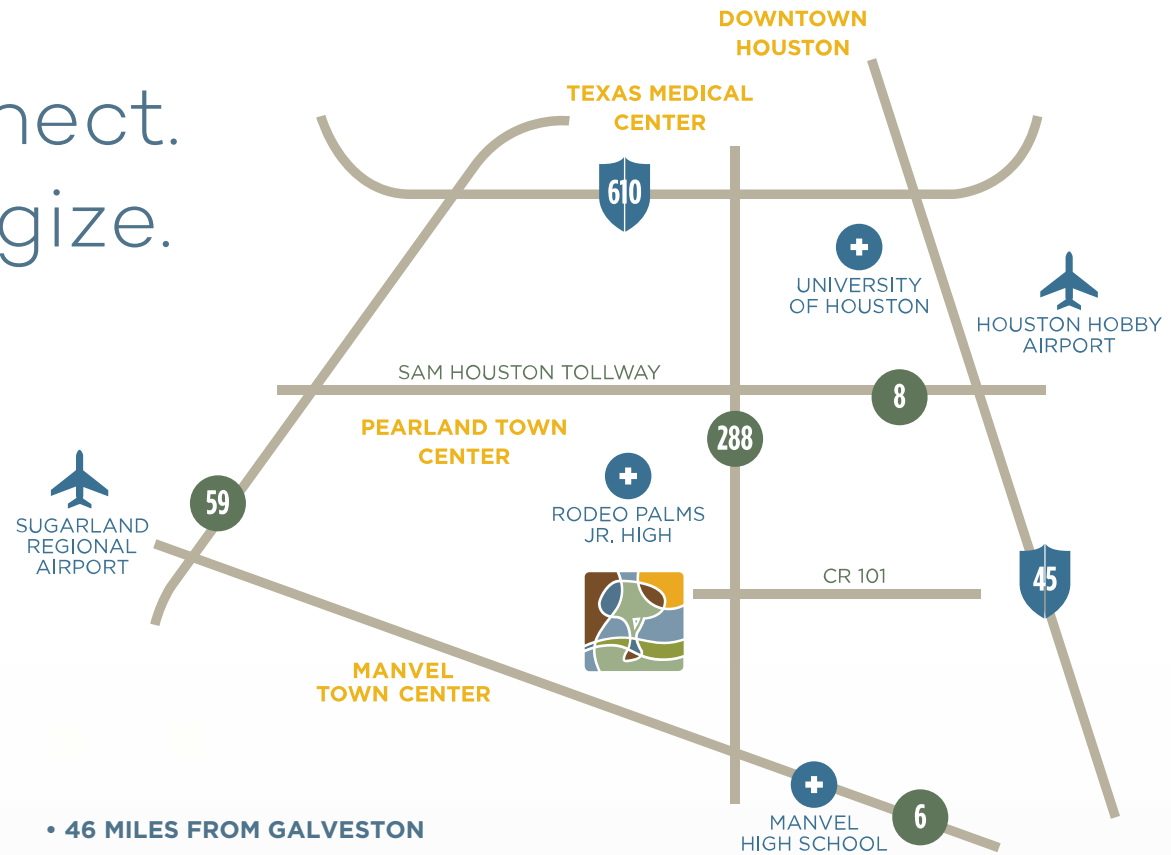 DOWNTOWN
HOUSTON
TEXAS MEDICAL
CENTER
nect.
gize.
610
UNIVERSITY
OF HOUSTON
HOUSTON HOBBY
AIRPORT
SAM HOUSTON TOLLWAY
8
PEARLAND TOWN
CENTER
288
59
SUGARLAND
REGIONAL
AIRPORT
RODEO PALMS
JR. HIGH
CR 101
45
MANVEL
TOWN CENTER
MANVEL
HIGH SCHOOL
6
• 46 MILES FROM GALVESTON